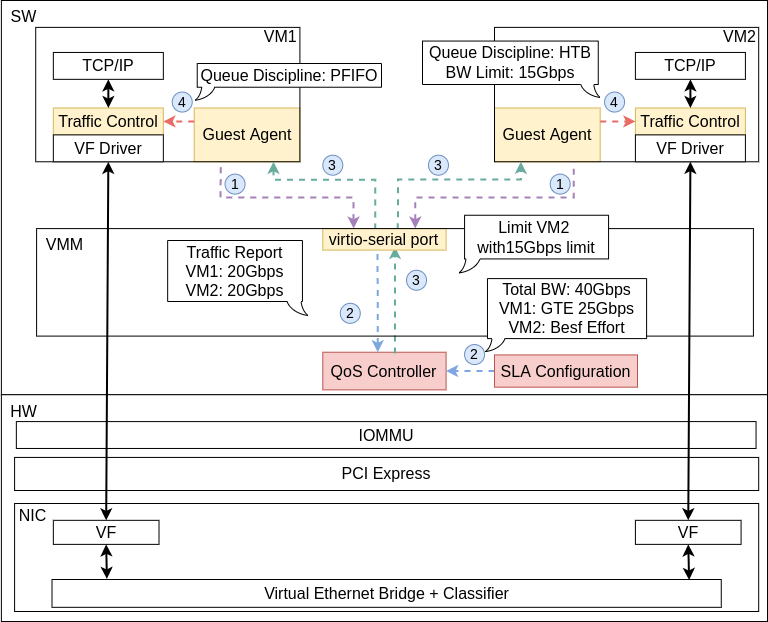 SW
VM1
VM2
TCP/IP
Queue Discipline: PFIFO
Queue Discipline: HTB
BW Limit: 15Gbps
TCP/IP
4
4
Traffic Control
Guest Agent
VF Driver
Guest Agent
Traffic Control
VF Driver
1
3
3
1
VMM
virtio-serial port
Limit VM2
with15Gbps limit
Traffic Report
VM1: 20Gbps
VM2: 20Gbps
3
2
Total BW: 40Gbps
VM1: GTE 25Gbps
VM2: Besf Effort
2
QoS Controller
SLA Configuration
HW
IOMMU
PCI Express
NIC
VF
VF
Virtual Ethernet Bridge + Classifier